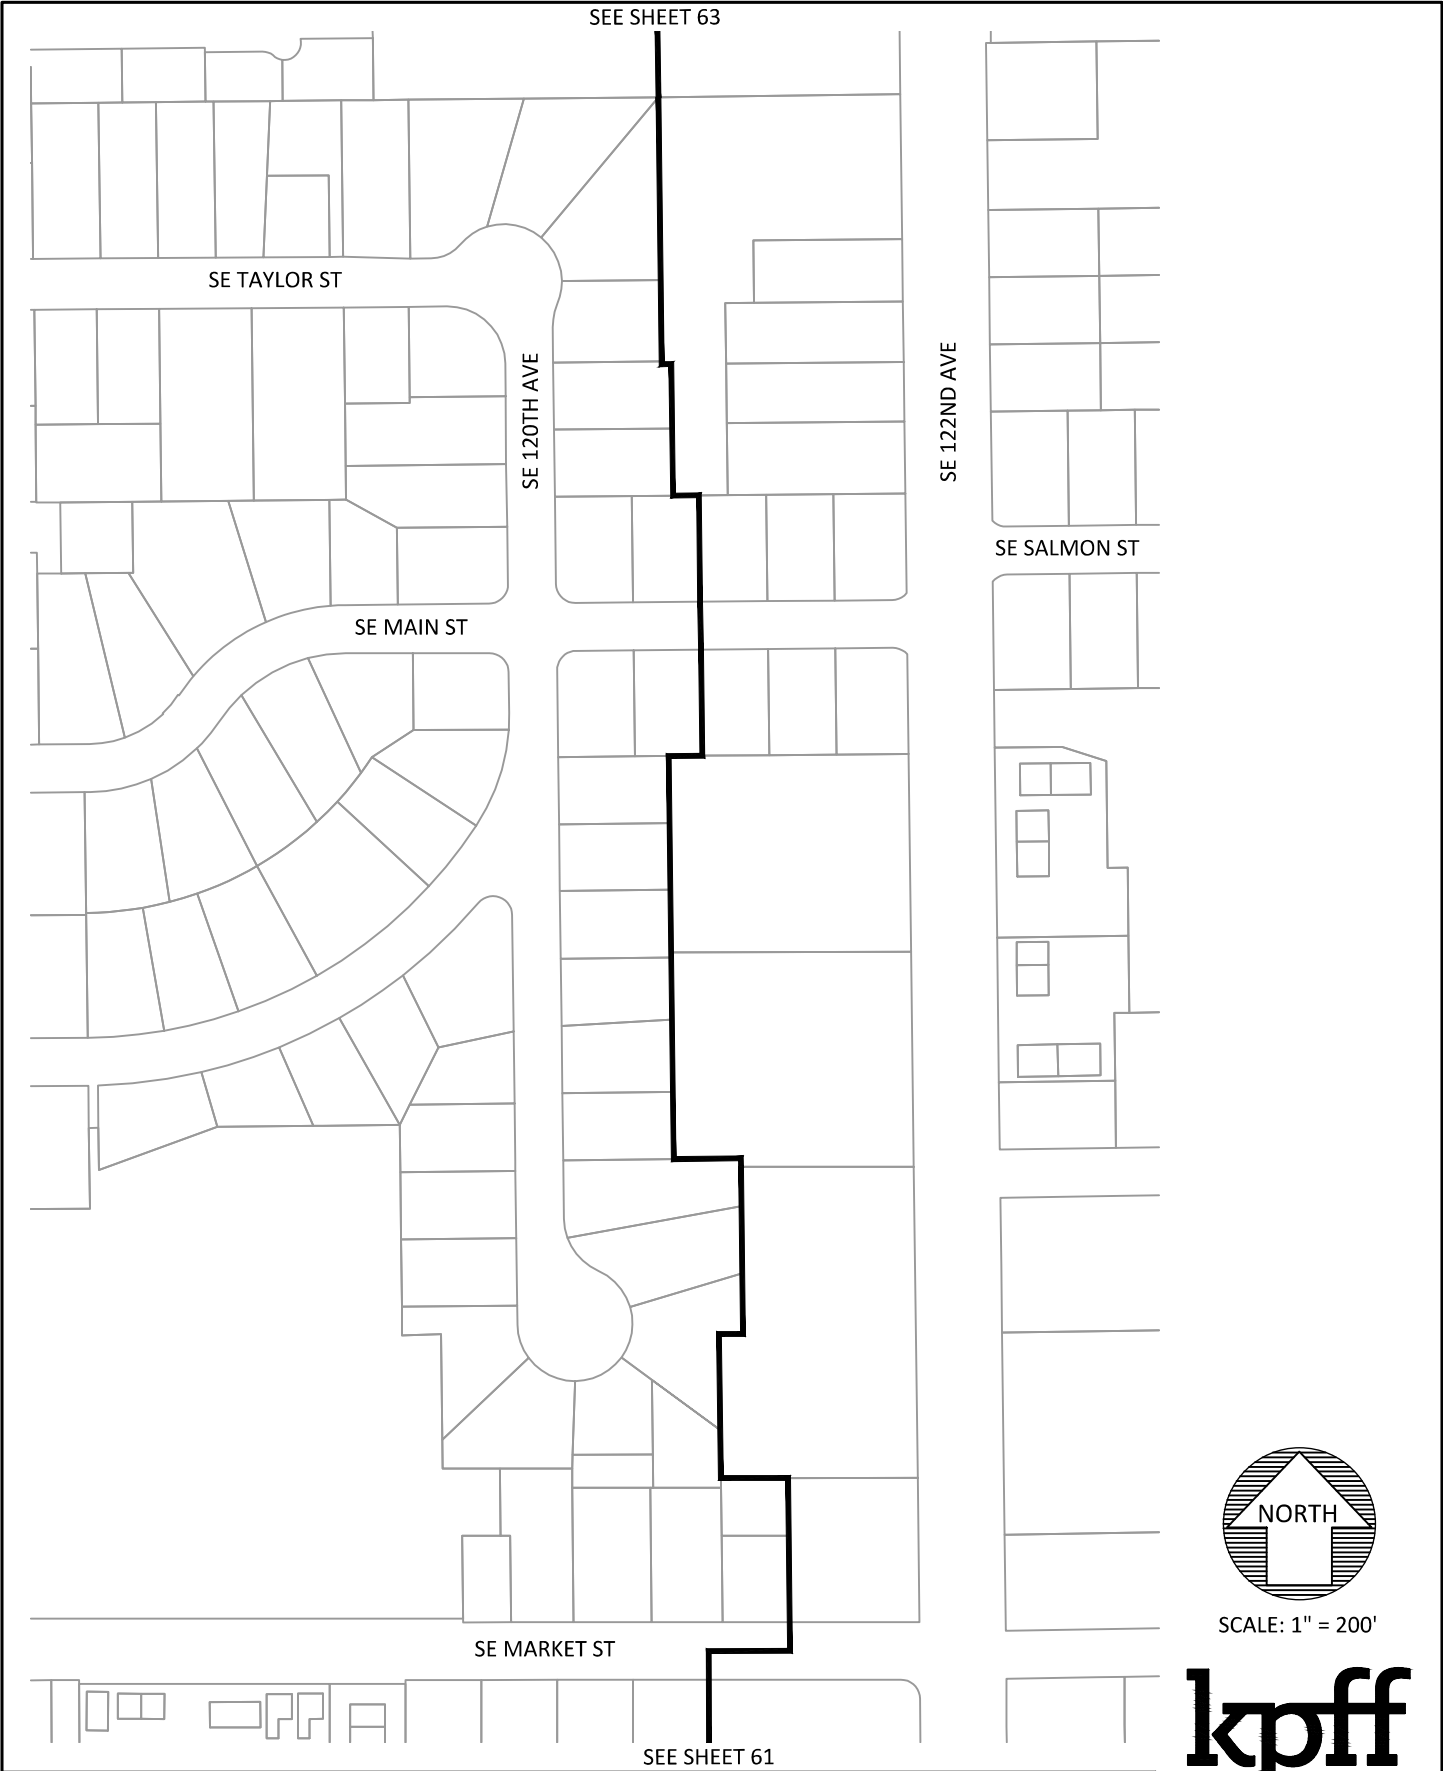 SEE SHEET 63
SE TAYLOR ST
SE 120TH AVE
SE 122ND AVE
SE SALMON ST
SE MAIN ST
NORTH
SCALE: 1" = 200'
SE MARKET ST
kpff
SEE SHEET 61